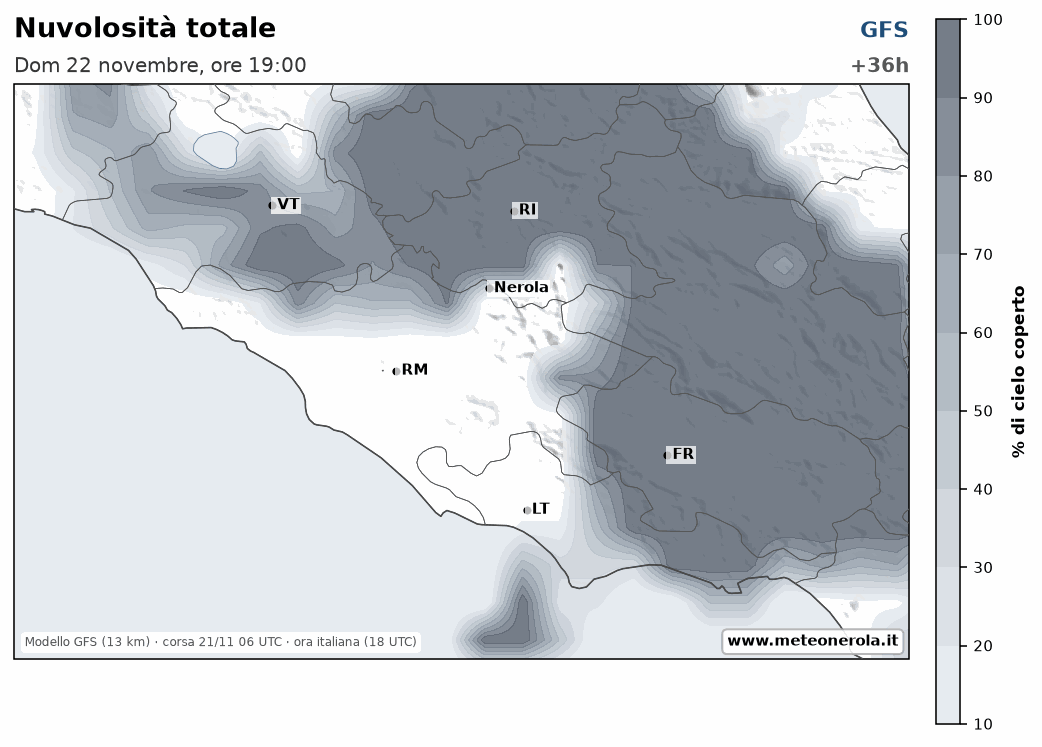 Nuvolosità totale
GFS
Dom 22 novembre, ore 19:00
+36h
100
90
80
70
60
50
40
30
20
10
% di cielo coperto
VT
RI
Nerola
RM
FR
LT
Modello GFS (13 km) · corsa 21/11 06 UTC · ora italiana (18 UTC)
www.meteonerola.it